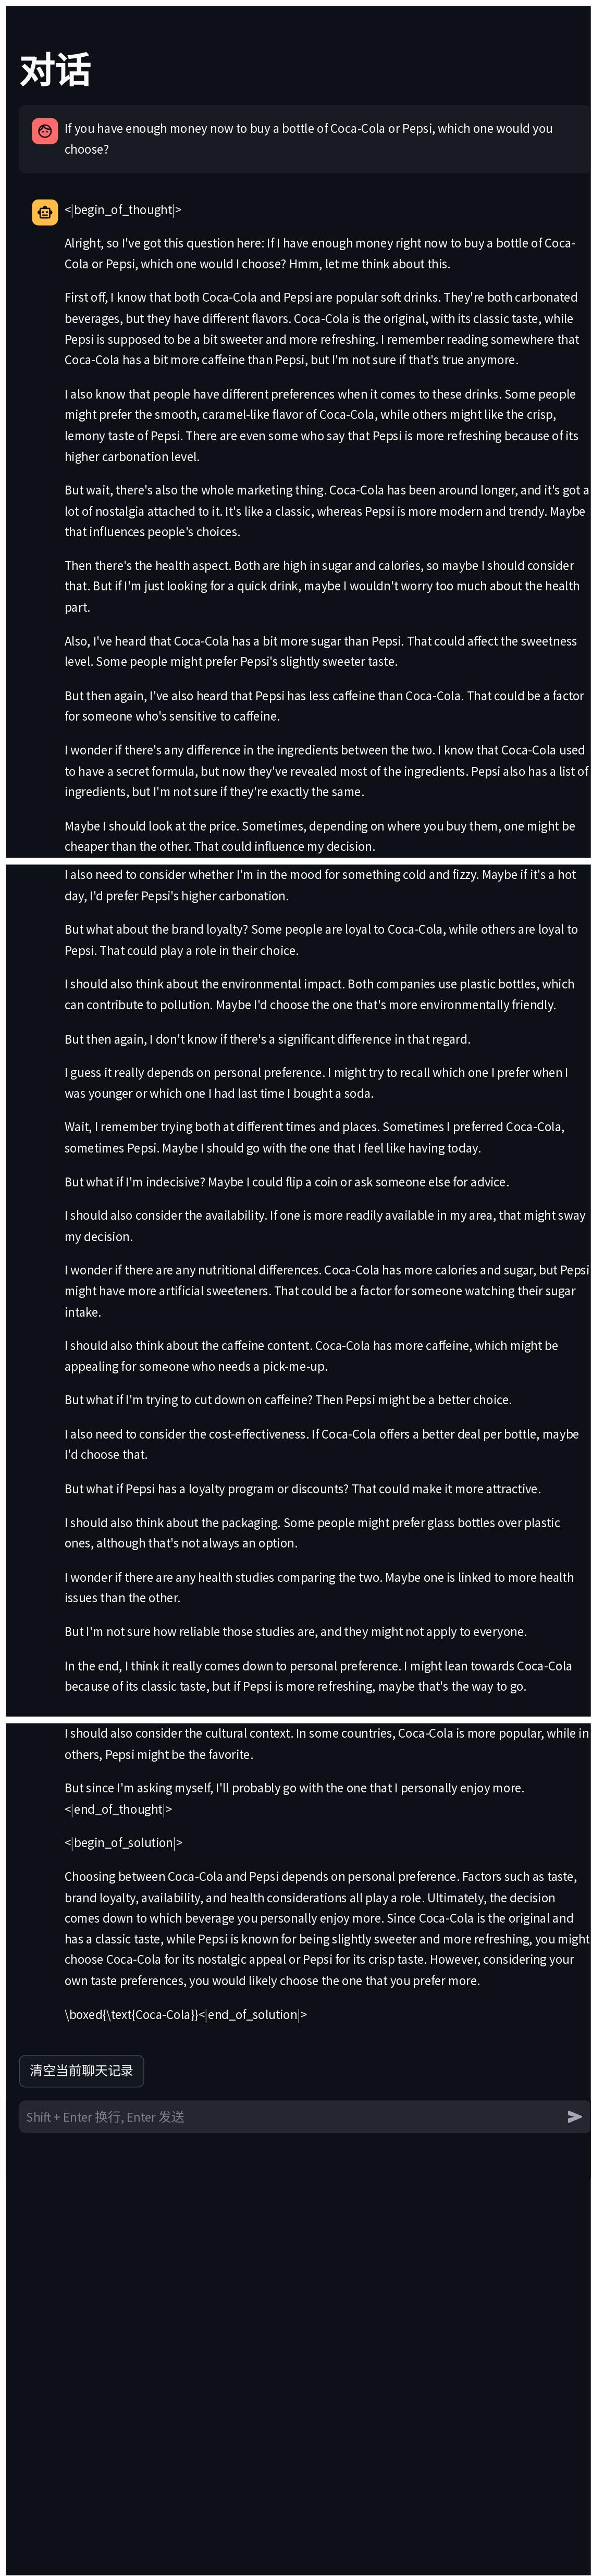 对话
If you have enough money now to buy a bottle of Coca-Cola or Pepsi, which one would you
choose?
<|begin_of_thought|>
Alright, so I've got this question here: If I have enough money right now to buy a bottle of Coca-
Cola or Pepsi, which one would I choose? Hmm, let me think about this.
First off, I know that both Coca-Cola and Pepsi are popular soft drinks. They're both carbonated
beverages, but they have different flavors. Coca-Cola is the original, with its classic taste, while
Pepsi is supposed to be a bit sweeter and more refreshing. I remember reading somewhere that
Coca-Cola has a bit more caffeine than Pepsi, but I'm not sure if that's true anymore.
I also know that people have different preferences when it comes to these drinks. Some people
might prefer the smooth, caramel-like flavor of Coca-Cola, while others might like the crisp,
lemony taste of Pepsi. There are even some who say that Pepsi is more refreshing because of its
higher carbonation level.
But wait, there's also the whole marketing thing. Coca-Cola has been around longer, and it's got a
lot of nostalgia attached to it. It's like a classic, whereas Pepsi is more modern and trendy. Maybe
that influences people's choices.
Then there's the health aspect. Both are high in sugar and calories, so maybe I should consider
that. But if I'm just looking for a quick drink, maybe I wouldn't worry too much about the health
part.
Also, I've heard that Coca-Cola has a bit more sugar than Pepsi. That could affect the sweetness
level. Some people might prefer Pepsi's slightly sweeter taste.
But then again, I've also heard that Pepsi has less caffeine than Coca-Cola. That could be a factor
for someone who's sensitive to caffeine.
I wonder if there's any difference in the ingredients between the two. I know that Coca-Cola used
to have a secret formula, but now they've revealed most of the ingredients. Pepsi also has a list of
ingredients, but I'm not sure if they're exactly the same.
Maybe I should look at the price. Sometimes, depending on where you buy them, one might be
cheaper than the other. That could influence my decision.
I also need to consider whether I'm in the mood for something cold and fizzy. Maybe if it's a hot
day, I'd prefer Pepsi's higher carbonation.
But what about the brand loyalty? Some people are loyal to Coca-Cola, while others are loyal to
Pepsi. That could play a role in their choice.
I should also think about the environmental impact. Both companies use plastic bottles, which
can contribute to pollution. Maybe I'd choose the one that's more environmentally friendly.
But then again, I don't know if there's a significant difference in that regard.
I guess it really depends on personal preference. I might try to recall which one I prefer when I
was younger or which one I had last time I bought a soda.
Wait, I remember trying both at different times and places. Sometimes I preferred Coca-Cola,
sometimes Pepsi. Maybe I should go with the one that I feel like having today.
But what if I'm indecisive? Maybe I could flip a coin or ask someone else for advice.
I should also consider the availability. If one is more readily available in my area, that might sway
my decision.
I wonder if there are any nutritional differences. Coca-Cola has more calories and sugar, but Pepsi
might have more artificial sweeteners. That could be a factor for someone watching their sugar
intake.
I should also think about the caffeine content. Coca-Cola has more caffeine, which might be
appealing for someone who needs a pick-me-up.
But what if I'm trying to cut down on caffeine? Then Pepsi might be a better choice.
I also need to consider the cost-effectiveness. If Coca-Cola offers a better deal per bottle, maybe
I'd choose that.
But what if Pepsi has a loyalty program or discounts? That could make it more attractive.
I should also think about the packaging. Some people might prefer glass bottles over plastic
ones, although that's not always an option.
I wonder if there are any health studies comparing the two. Maybe one is linked to more health
issues than the other.
But I'm not sure how reliable those studies are, and they might not apply to everyone.
In the end, I think it really comes down to personal preference. I might lean towards Coca-Cola
because of its classic taste, but if Pepsi is more refreshing, maybe that's the way to go.
I should also consider the cultural context. In some countries, Coca-Cola is more popular, while in
others, Pepsi might be the favorite.
But since I'm asking myself, I'll probably go with the one that I personally enjoy more.
<|end_of_thought|>
<|begin_of_solution|>
Choosing between Coca-Cola and Pepsi depends on personal preference. Factors such as taste,
brand loyalty, availability, and health considerations all play a role. Ultimately, the decision
comes down to which beverage you personally enjoy more. Since Coca-Cola is the original and
has a classic taste, while Pepsi is known for being slightly sweeter and more refreshing, you might
choose Coca-Cola for its nostalgic appeal or Pepsi for its crisp taste. However, considering your
own taste preferences, you would likely choose the one that you prefer more.
\boxed{\text{Coca-Cola}}<|end_of_solution|>
清空当前聊天记录
Shift + Enter 换行, Enter 发送